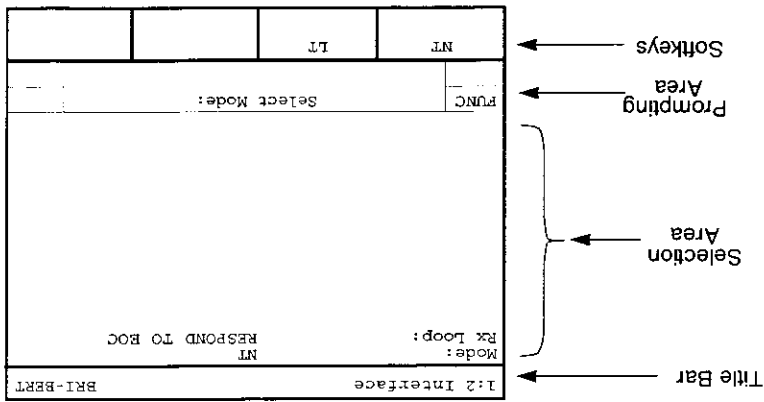 Title Bar
1:2 Interface BRI-BERT
Mode: NT
Rx Loop: RESPOND TO EOC
Selection
Area
Prompting
Area
FUNC Select Mode:
Softkeys
NT LT